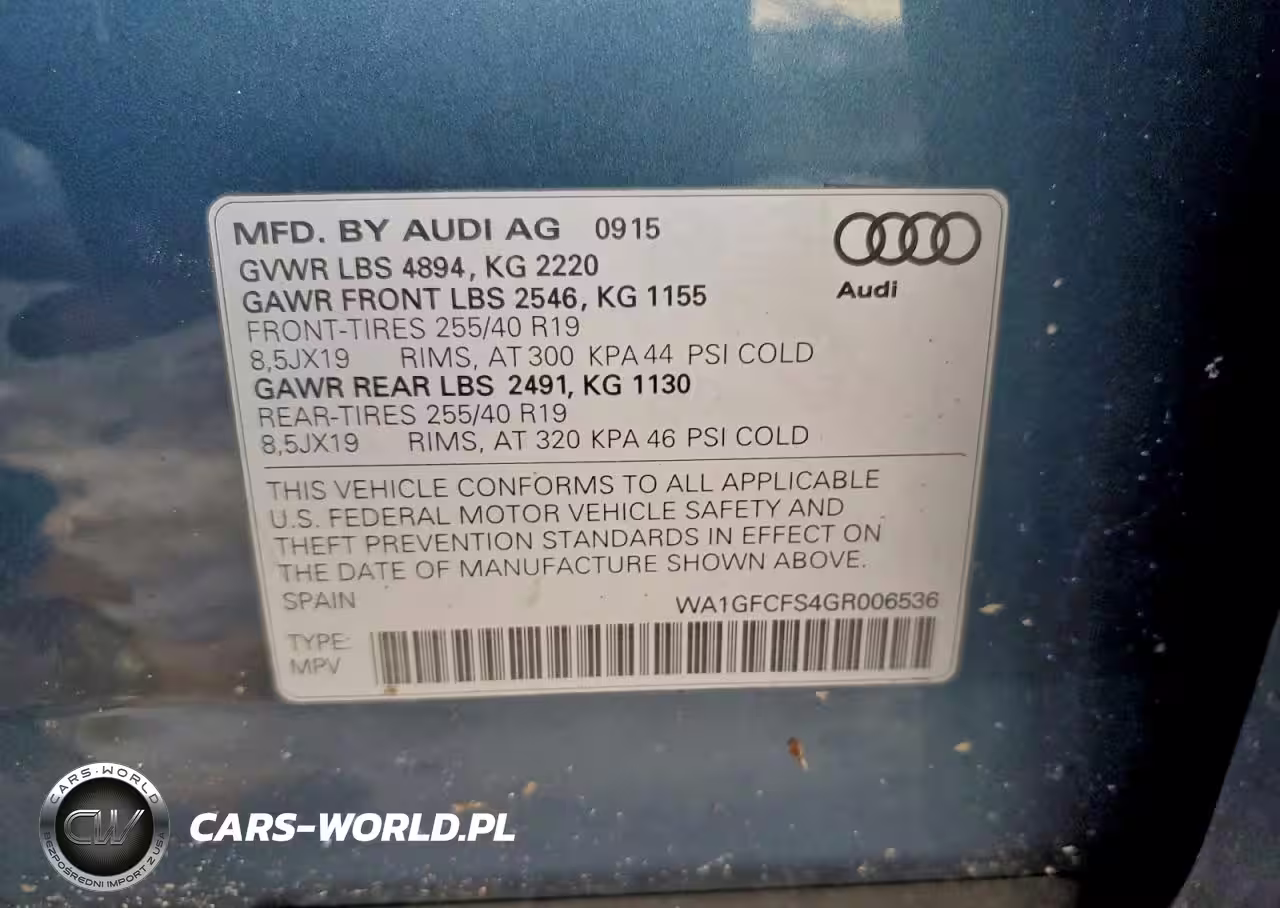 MFD. BY AUDI AG 0915
GVWR LBS 4894, KG 2220
GAWR FRONT LBS 2546, KG 1155
FRONT-TIRES 255/40 R19
8,5JX19 RIMS, AT 300 KPA 44 PSI COLD
GAWR REAR LBS 2491, KG 1130
REAR-TIRES 255/40 R19
8,5JX19 RIMS, AT 320 KPA 46 PSI COLD
Audi
THIS VEHICLE CONFORMS TO ALL APPLICABLE
U.S. FEDERAL MOTOR VEHICLE SAFETY AND
THEFT PREVENTION STANDARDS IN EFFECT ON
THE DATE OF MANUFACTURE SHOWN ABOVE.
SPAIN WA1GFCFS4GR006536
TYPE:
MPV
CARS-WORLD
CW
BEZPOŚREDNI IMPORT Z USA
CARS-WORLD.PL